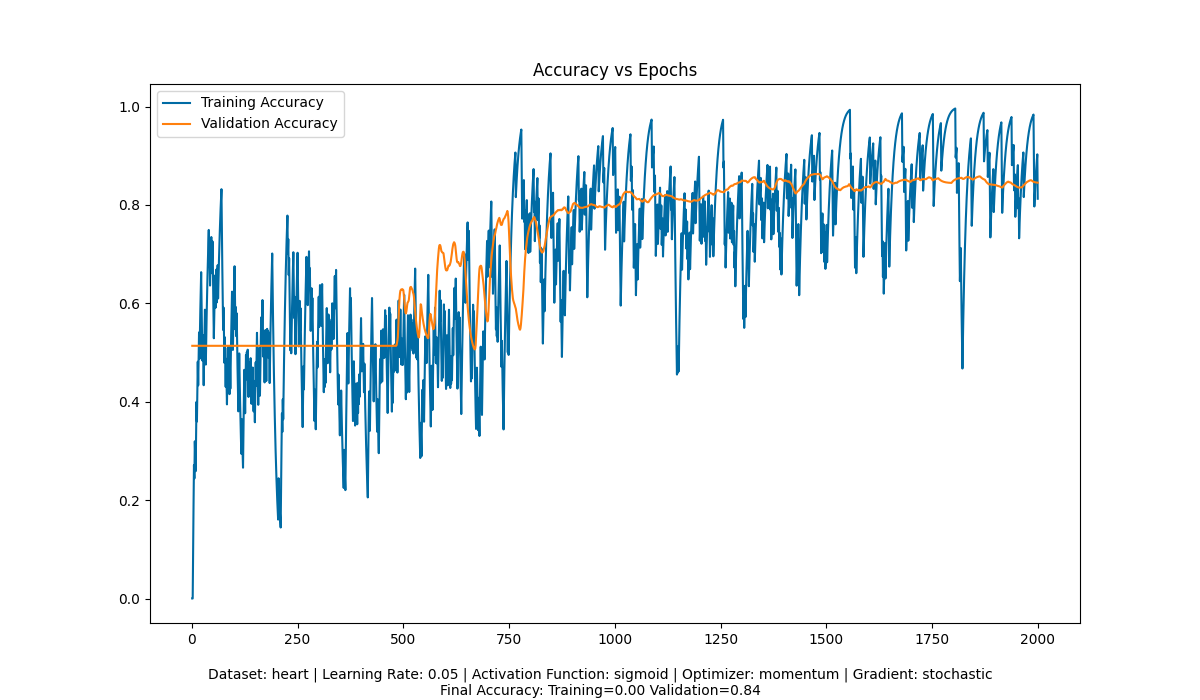 Accuracy vs Epochs
Training Accuracy
Validation Accuracy
1.0
0.8
0.6
0.4
0.2
0.0
0 250 500 750 1000 1250 1500 1750 2000
Dataset: heart | Learning Rate: 0.05 | Activation Function: sigmoid | Optimizer: momentum | Gradient: stochastic
Final Accuracy: Training=0.00 Validation=0.84